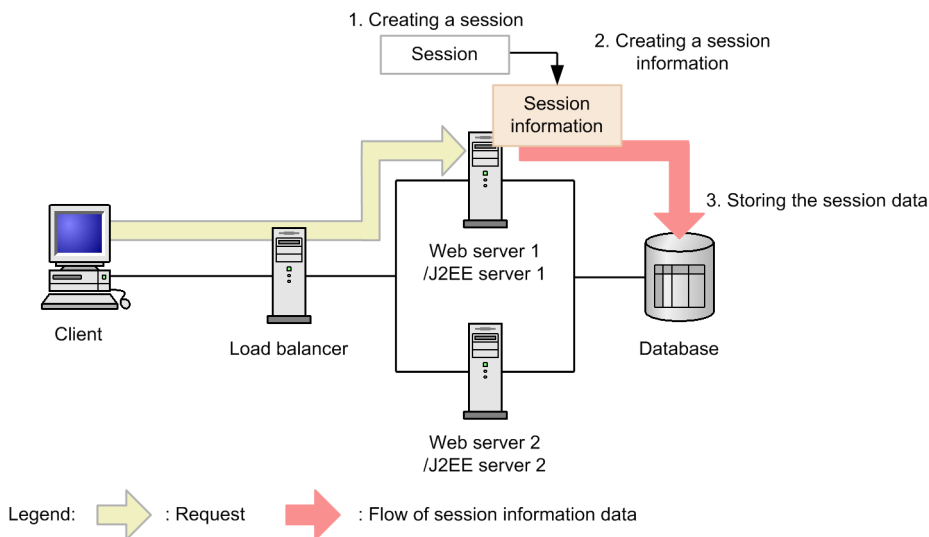 1. Creating a session
Session
2. Creating a session
information
Session
information
3. Storing the session data
Web server 1
/J2EE server 1
Client
Load balancer
Database
Web server 2
/J2EE server 2
Legend:
: Request
: Flow of session information data